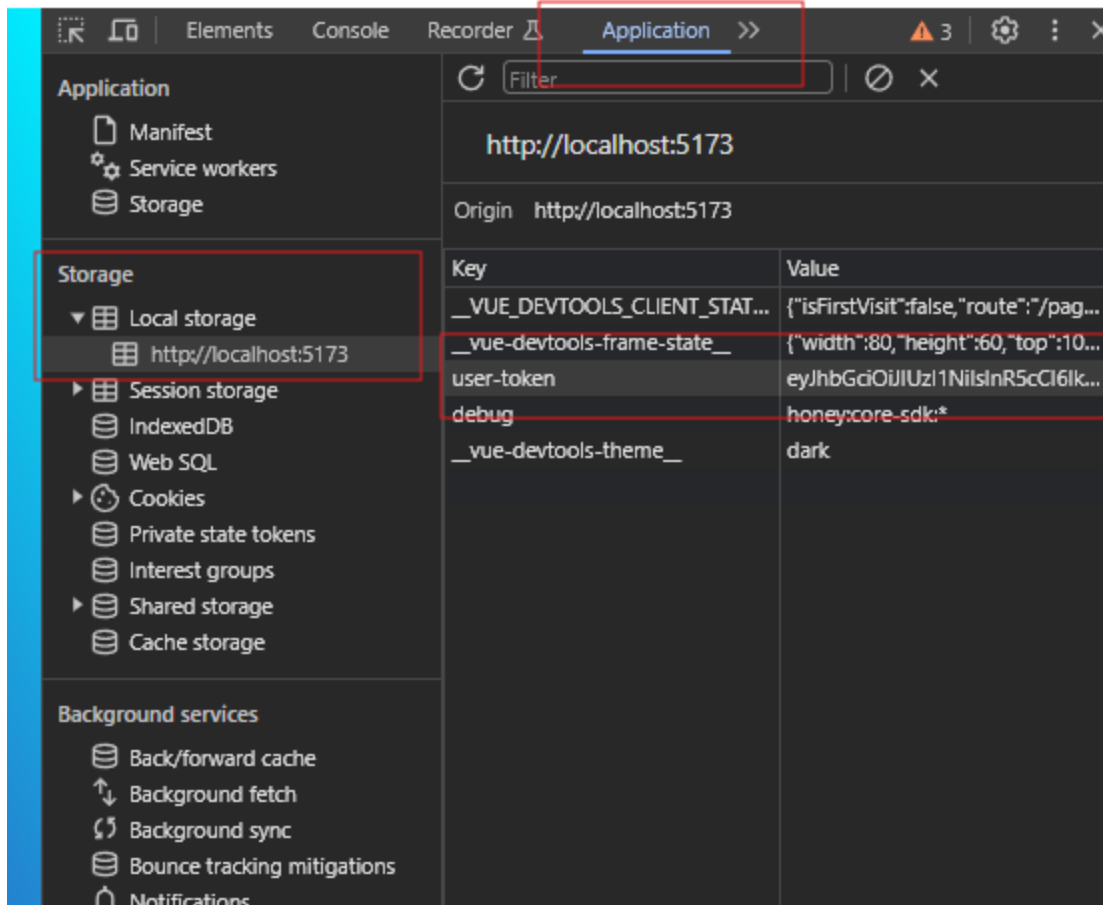 Elements Console Recorder Application 3
Application
Manifest
Service workers
Storage
Storage
Local storage
http://localhost:5173
Session storage
IndexedDB
Web SQL
Cookies
Private state tokens
Interest groups
Shared storage
Cache storage
Background services
Back/forward cache
Background fetch
Background sync
Bounce tracking mitigations
Notifications
Filter
http://localhost:5173
Origin http://localhost:5173
Key Value
__VUE_DEVTOOLS_CLIENT_STAT... {"isFirstVisit":false,"route":"/pag...
__vue-devtools-frame-state__ {"width":80,"height":60,"top":10...
user-token
debug honey:core-sdk:*
__vue-devtools-theme__ dark